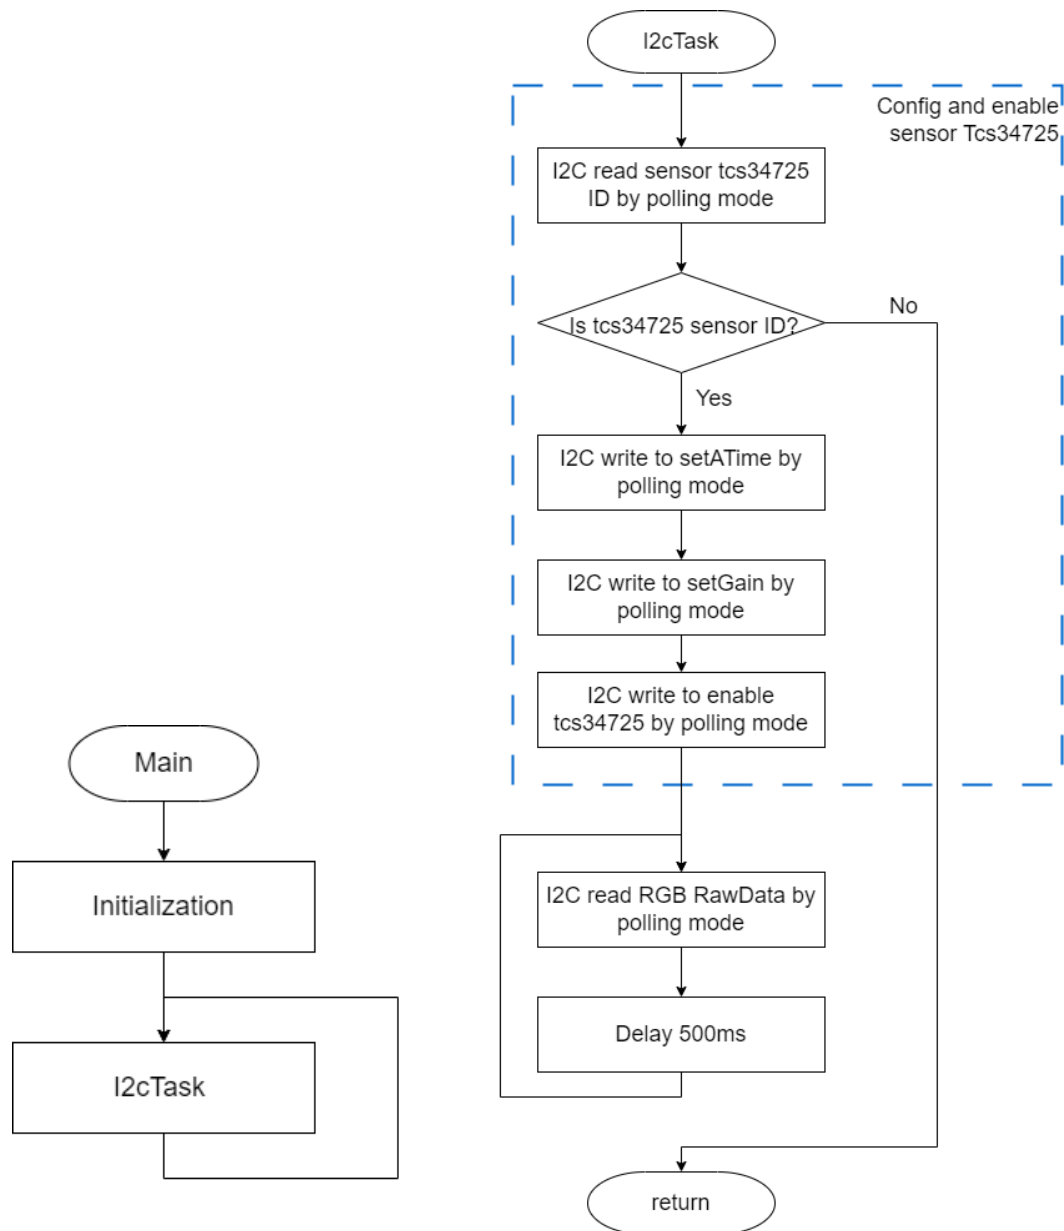 I2cTask
Config and enable
sensor Tcs34725
I2C read sensor tcs34725
ID by polling mode
Is tcs34725 sensor ID?
No
Yes
I2C write to setATime by
polling mode
I2C write to setGain by
polling mode
I2C write to enable
tcs34725 by polling mode
I2C read RGB RawData by
polling mode
Delay 500ms
return
Main
Initialization
I2cTask